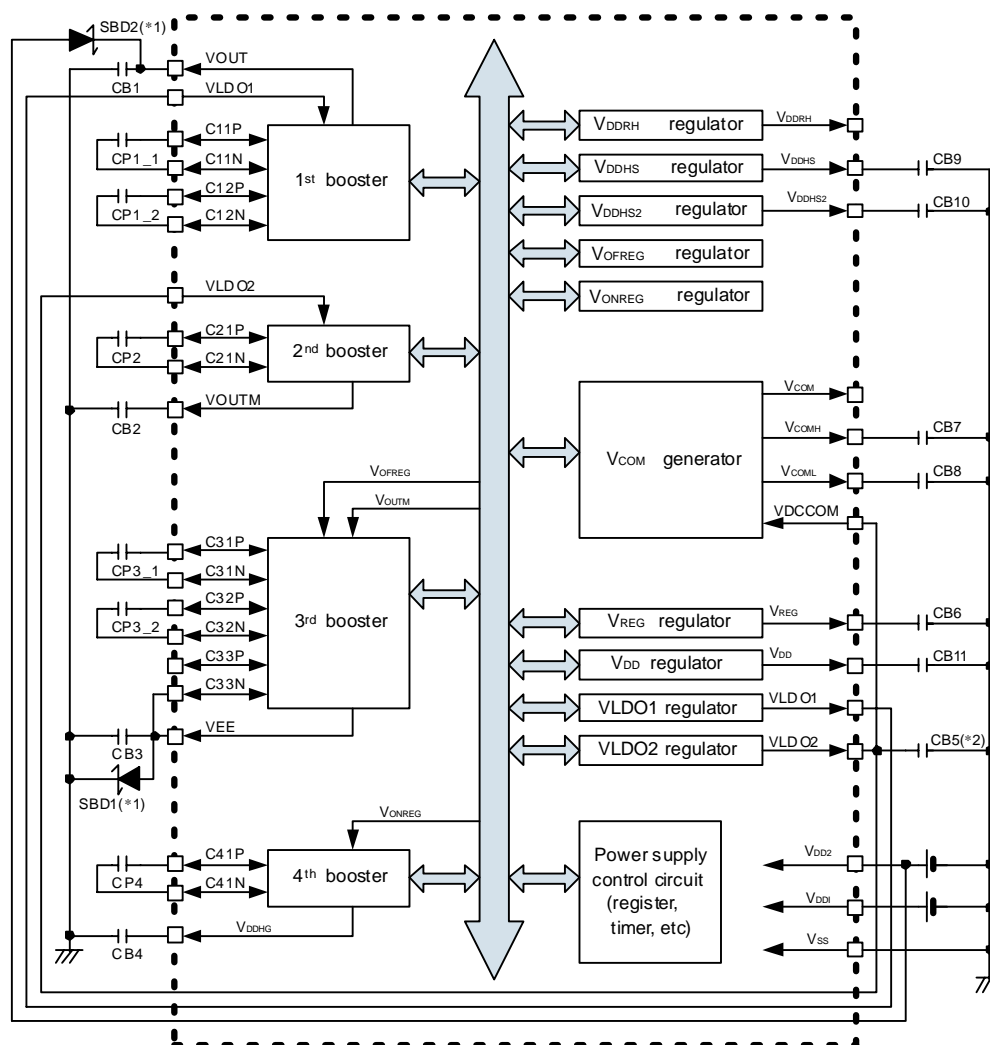 SBD2(*1)
VOUT
CB1
VLDO1
C11P
CP1_1
C11N
C12P
CP1_2
C12N
1st booster
VLDO2
C21P
CP2
C21N
2nd booster
VOUTM
CB2
VOFREG
VOUTM
C31P
CP3_1
C31N
C32P
CP3_2
C32N
C33P
C33N
3rd booster
VEE
CB3
SBD1(*1)
VONREG
C41P
CP4
C41N
4th booster
VDDHG
CB4
VDDRH regulator
VDDRH
VDDHS regulator
VDDHS
CB9
VDDHS2 regulator
VDDHS2
CB10
VOFREG regulator
VONREG regulator
VCOM generator
VCOM
VCOMH
CB7
VCOML
CB8
VDCCOM
VREG regulator
VREG
CB6
VDD regulator
VDD
CB11
VLDO1 regulator
VLDO1
VLDO2 regulator
VLDO2
CB5(*2)
Power supply
control circuit
(register,
timer, etc)
VDD2
VDDI
VSS